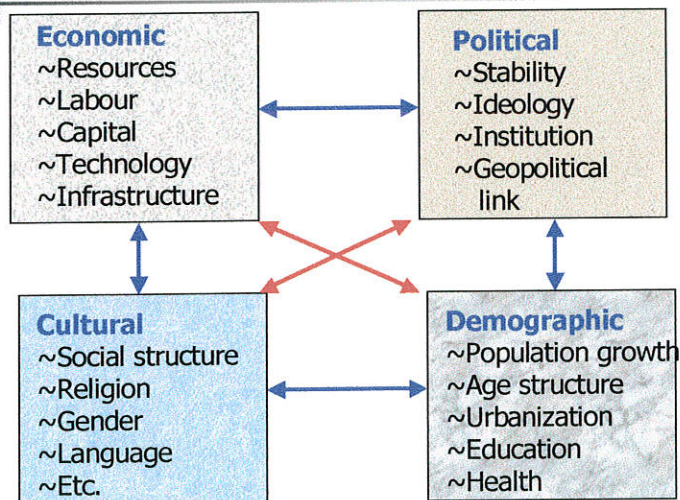 Economic
~Resources
~Labour
~Capital
~Technology
~Infrastructure
Political
~Stability
~Ideology
~Institution
~Geopolitical
link
Cultural
~Social structure
~Religion
~Gender
~Language
~Etc.
Demographic
~Population growth
~Age structure
~Urbanization
~Education
~Health